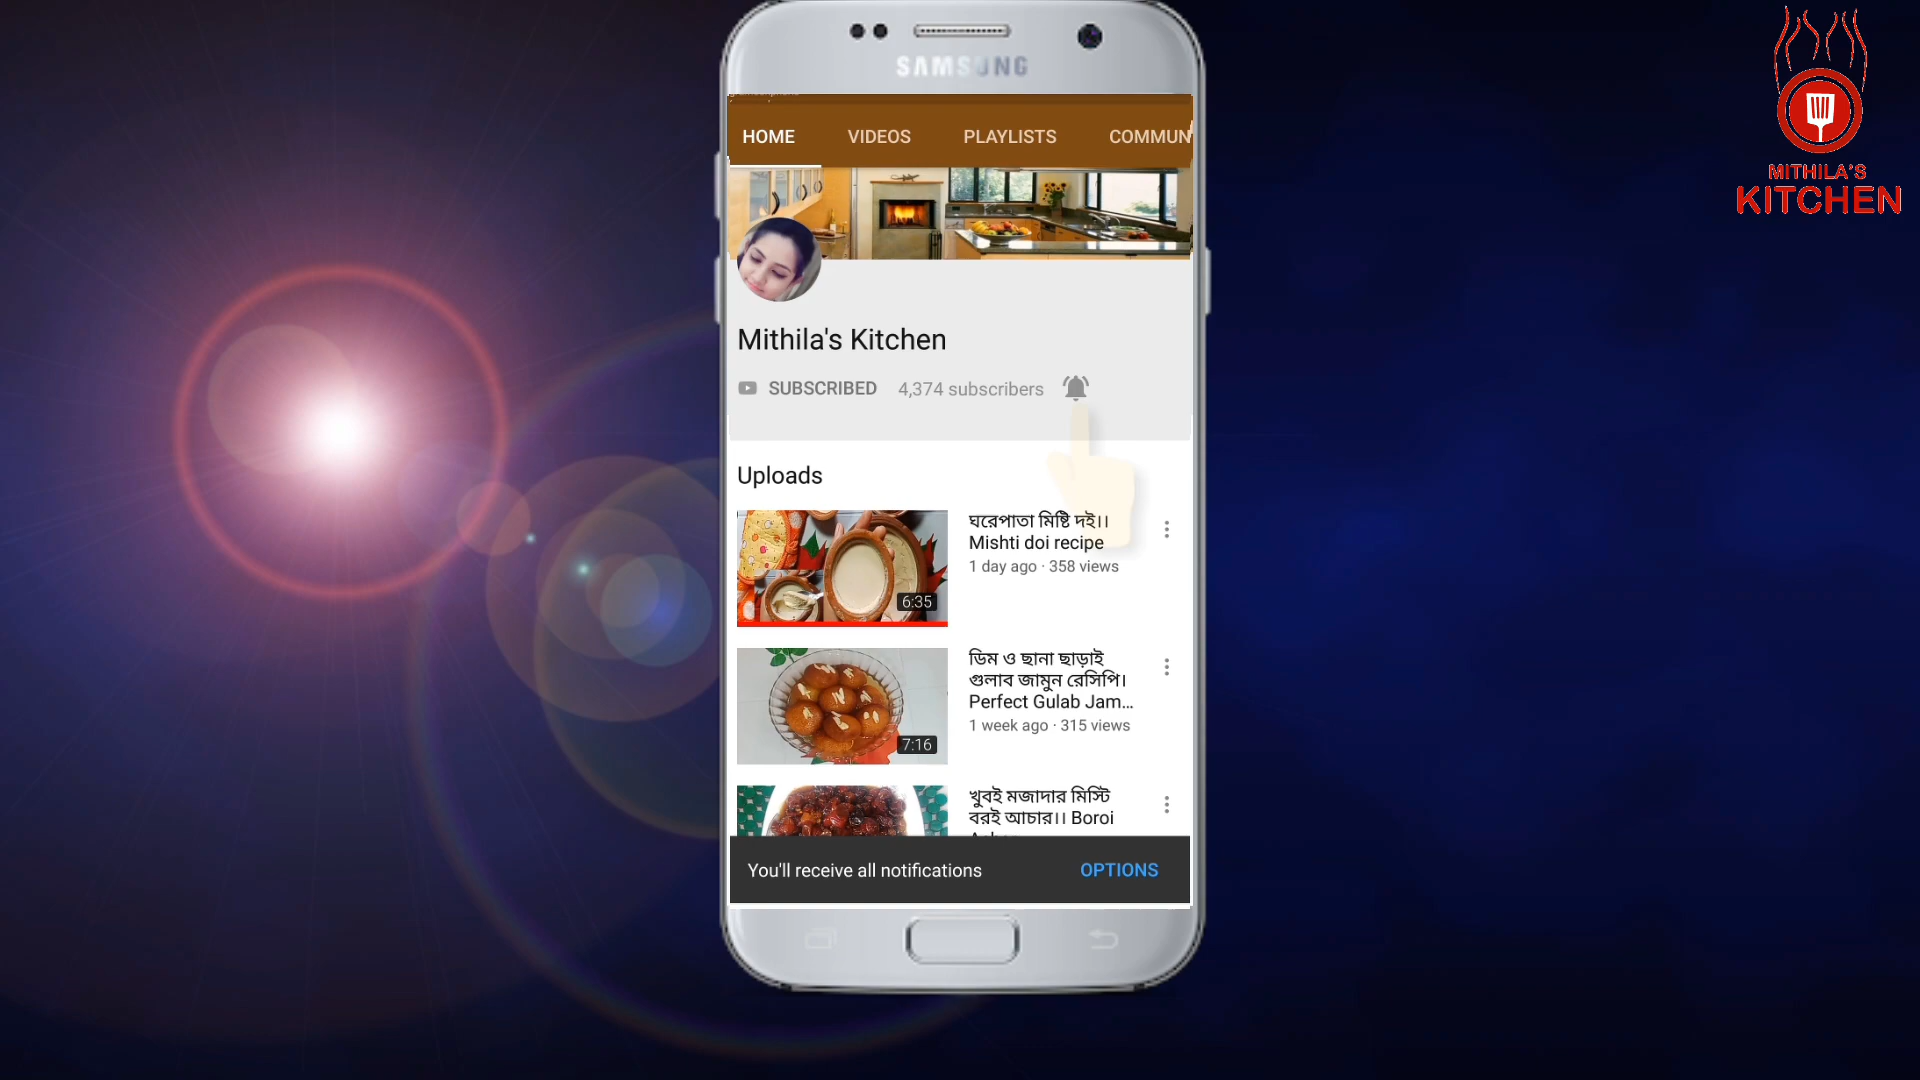 SAMSUNG
HOME VIDEOS PLAYLISTS COMMUN
Mithila's Kitchen
SUBSCRIBED 4,374 subscribers
Uploads
ঘরেপাতা মিষ্টি দই।।
Mishti doi recipe
1 day ago · 358 views
6:35
ডিম ও ছানা ছাড়াই
গুলাব জামুন রেসিপি।
Perfect Gulab Jam...
1 week ago · 315 views
7:16
খুবই মজাদার মিস্টি
বরই আচার।। Boroi
You'll receive all notifications OPTIONS
MITHILA'S
KITCHEN